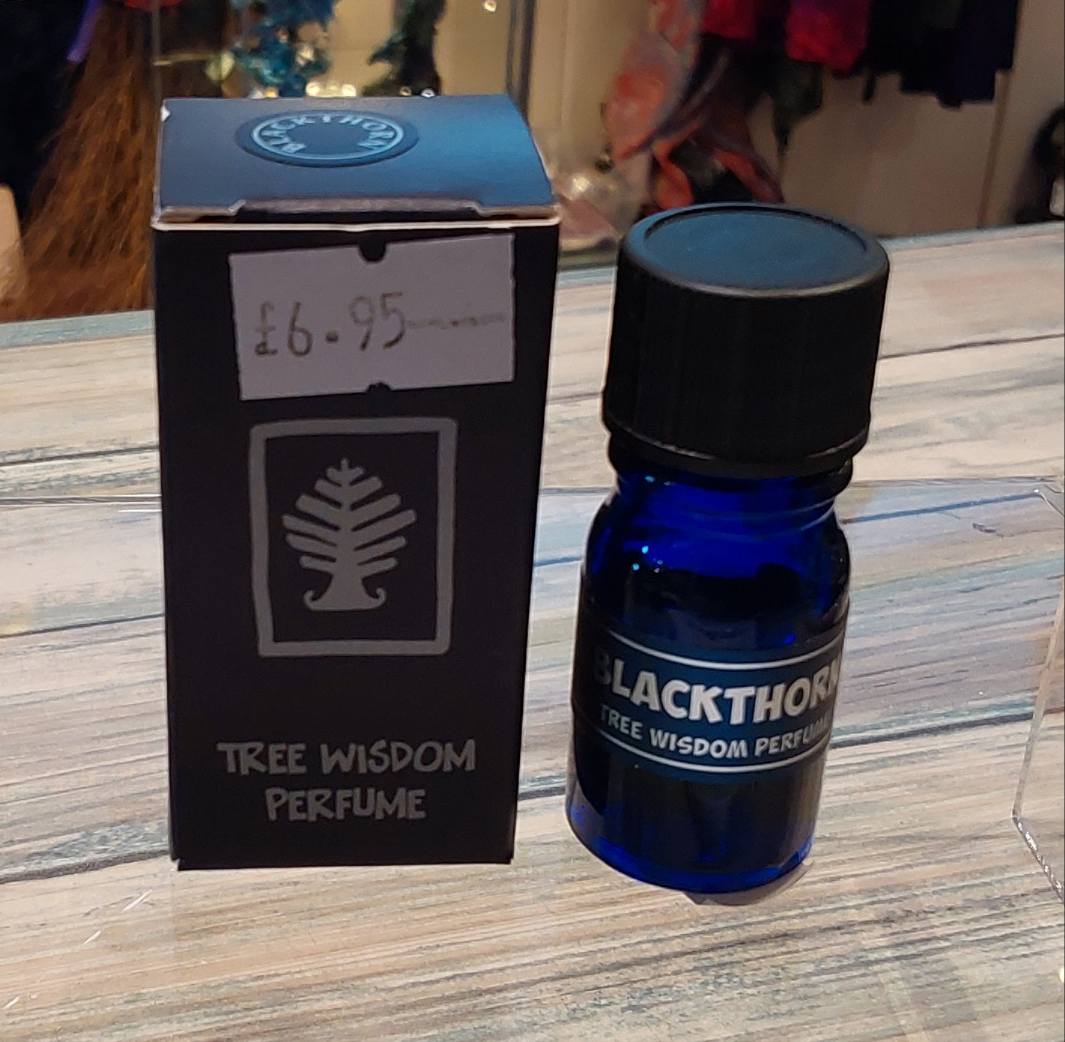 BLACKTHORN
£6.95
TREE WISDOM
PERFUME
BLACKTHORN
TREE WISDOM PERFUME